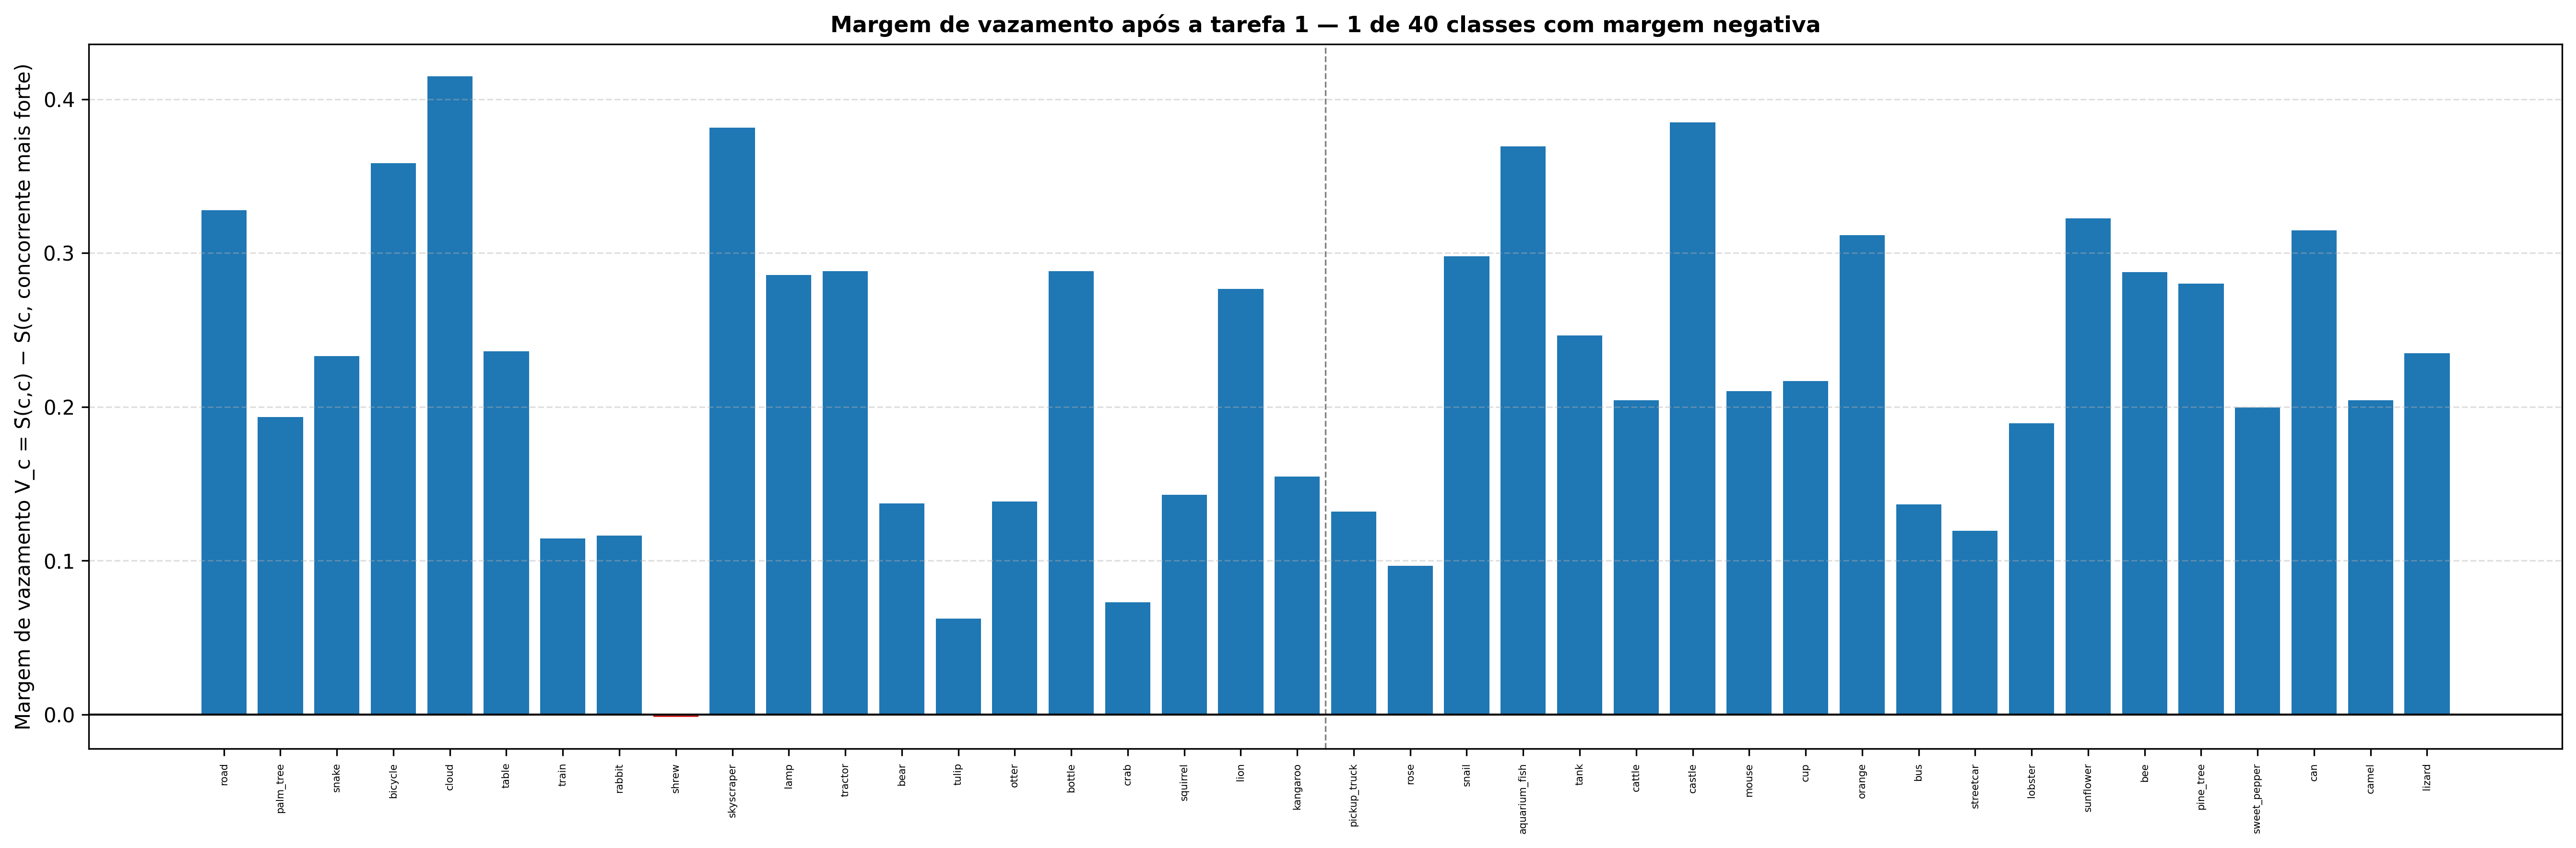 Margem de vazamento após a tarefa 1 — 1 de 40 classes com margem negativa
Margem de vazamento V_c = S(c,c) − S(c, concorrente mais forte)
0.4
0.3
0.2
0.1
0.0
road
palm_tree
snake
bicycle
cloud
table
train
rabbit
shrew
skyscraper
lamp
tractor
bear
tulip
otter
bottle
crab
squirrel
lion
kangaroo
pickup_truck
rose
snail
aquarium_fish
tank
cattle
castle
mouse
cup
orange
bus
streetcar
lobster
sunflower
bee
pine_tree
sweet_pepper
can
camel
lizard